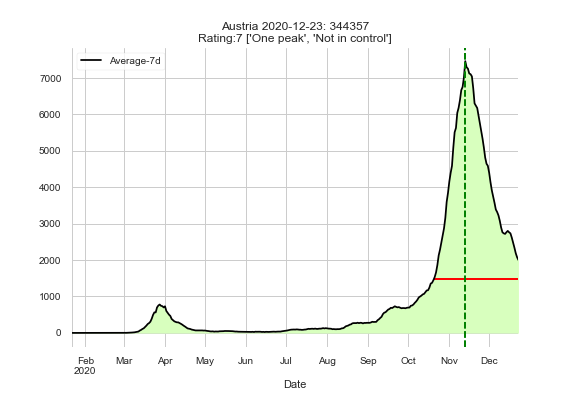 Austria 2020-12-23: 344357
Rating:7 ['One peak', 'Not in control']
Average-7d
7000
6000
5000
4000
3000
2000
1000
0
Feb Mar Apr May Jun Jul Aug Sep Oct Nov Dec
2020
Date